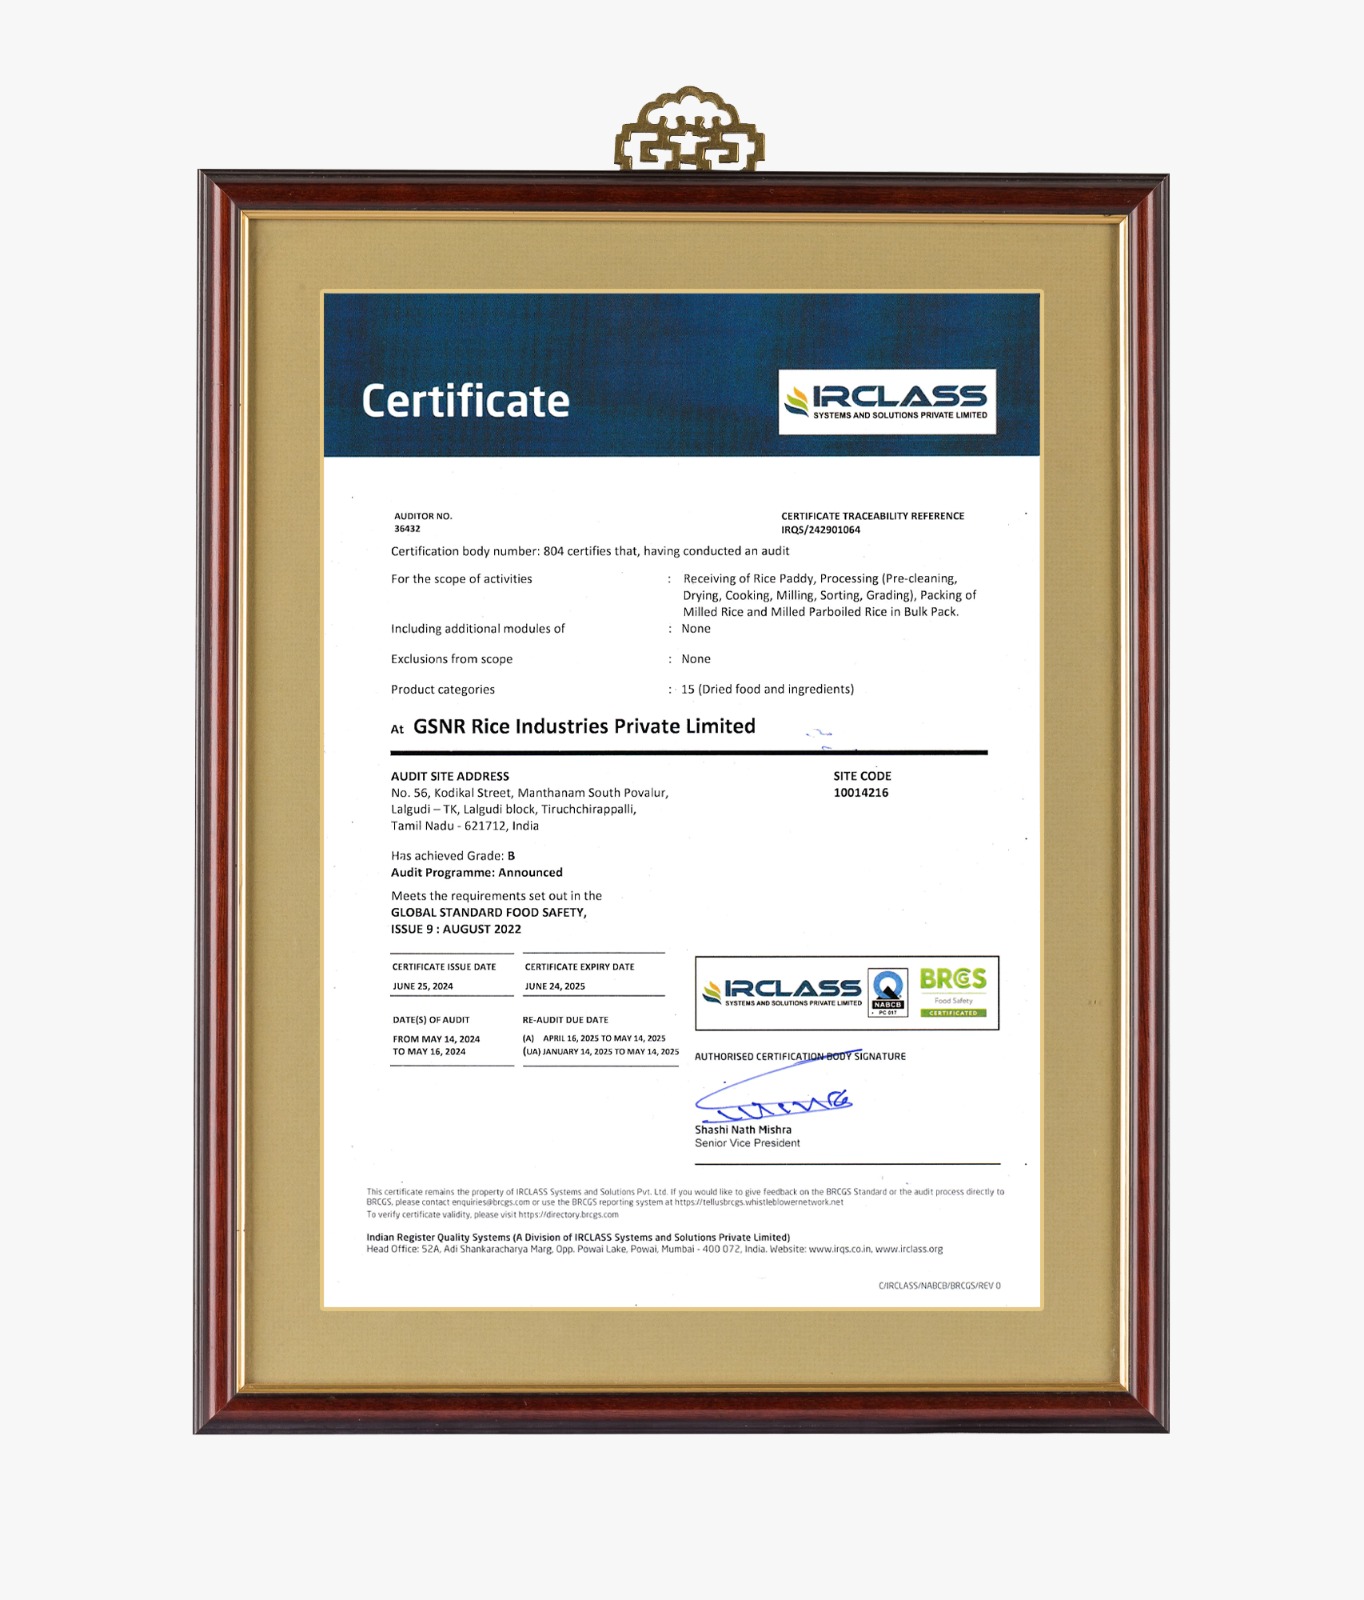 Certificate
IRCLASS
SYSTEMS AND SOLUTIONS PRIVATE LIMITED
AUDITOR NO.
36432
CERTIFICATE TRACEABILITY REFERENCE
IRQS/242901064
Certification body number: 804 certifies that, having conducted an audit
For the scope of activities : Receiving of Rice Paddy, Processing (Pre-cleaning,
Drying, Cooking, Milling, Sorting, Grading), Packing of
Milled Rice and Milled Parboiled Rice in Bulk Pack.
Including additional modules of : None
Exclusions from scope : None
Product categories : 15 (Dried food and ingredients)
At GSNR Rice Industries Private Limited
AUDIT SITE ADDRESS
No. 56, Kodikal Street, Manthanam South Povalur,
Lalgudi – TK, Lalgudi block, Tiruchchirappalli,
Tamil Nadu - 621712, India
SITE CODE
10014216
Has achieved Grade: B
Audit Programme: Announced
Meets the requirements set out in the
GLOBAL STANDARD FOOD SAFETY,
ISSUE 9 : AUGUST 2022
CERTIFICATE ISSUE DATE
JUNE 25, 2024
CERTIFICATE EXPIRY DATE
JUNE 24, 2025
DATE(S) OF AUDIT
FROM MAY 14, 2024
TO MAY 16, 2024
RE-AUDIT DUE DATE
(A) APRIL 16, 2025 TO MAY 14, 2025
(UA) JANUARY 14, 2025 TO MAY 14, 2025
IRCLASS
SYSTEMS AND SOLUTIONS PRIVATE LIMITED
NABCB
PC 017
BRCGS
Food Safety
CERTIFICATED
AUTHORISED CERTIFICATION BODY SIGNATURE
Shashi Nath Mishra
Senior Vice President
This certificate remains the property of IRCLASS Systems and Solutions Pvt. Ltd. If you would like to give feedback on the BRCGS Standard or the audit process directly to
BRCGS, please contact enquiries@brcgs.com or use the BRCGS reporting system at https://tellusbrcgs.whistleblowernetwork.net
To verify certificate validity, please visit https://directory.brcgs.com
Indian Register Quality Systems (A Division of IRCLASS Systems and Solutions Private Limited)
Head Office: 52A, Adi Shankaracharya Marg, Opp. Powai Lake, Powai, Mumbai - 400 072, India. Website: www.irqs.co.in, www.irclass.org
C/IRCLASS/NABCB/BRCGS/REV 0